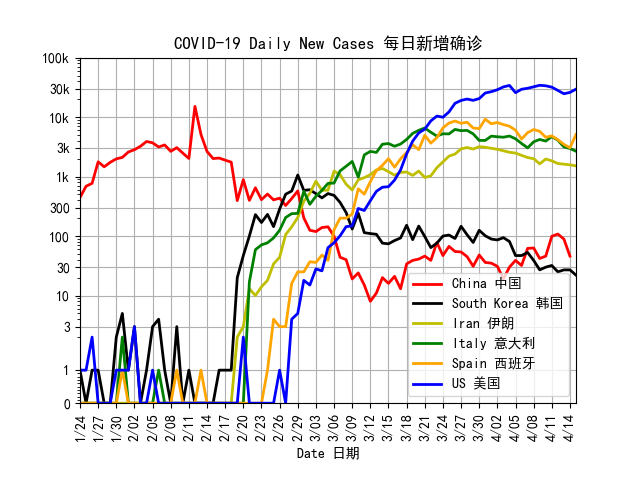 COVID-19 Daily New Cases 每日新增确诊
100k
30k
10k
3k
1k
300
100
30
10
3
1
0
China 中国
South Korea 韩国
Iran 伊朗
Italy 意大利
Spain 西班牙
US 美国
1/24 1/27 1/30 2/02 2/05 2/08 2/11 2/14 2/17 2/20 2/23 2/26 2/29 3/03 3/06 3/09 3/12 3/15 3/18 3/21 3/24 3/27 3/30 4/02 4/05 4/08 4/11 4/14
Date 日期